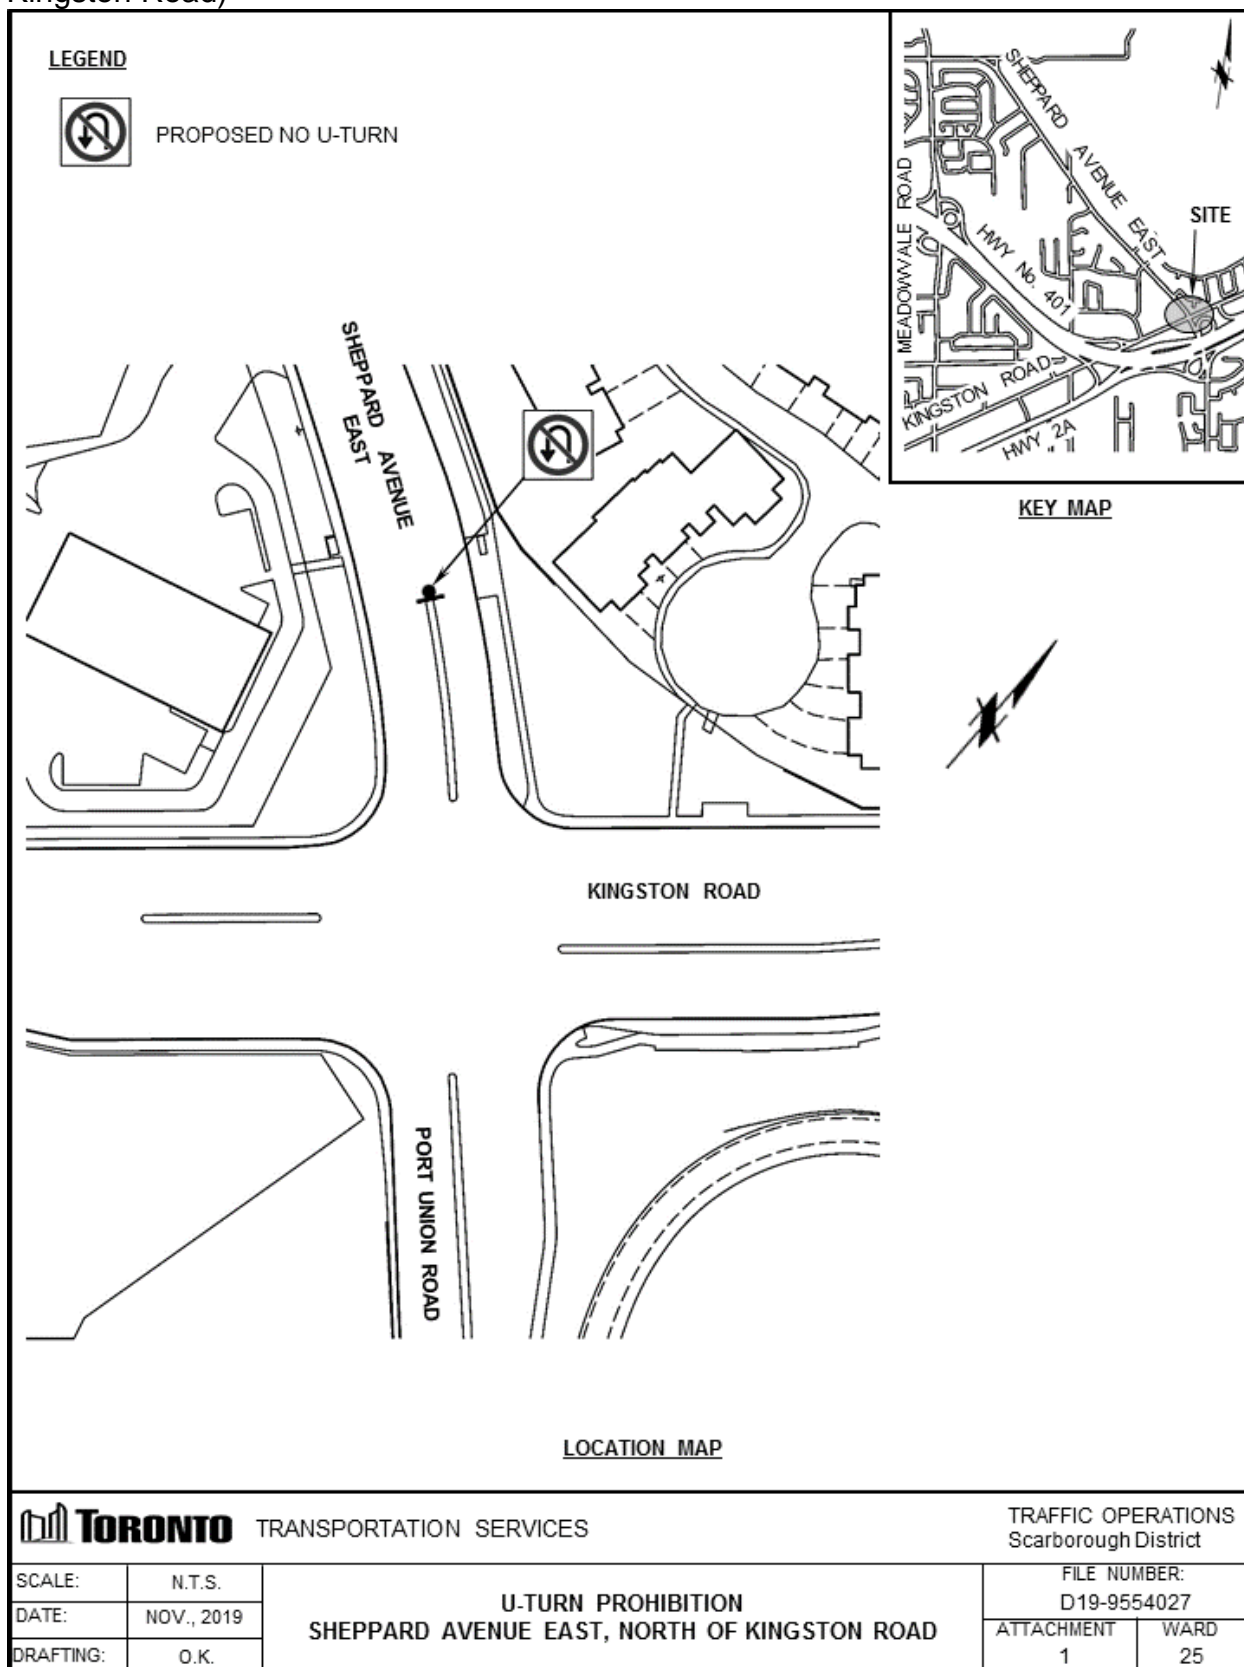 Kingston Road)
LEGEND
PROPOSED NO U-TURN
SHEPPARD AVENUE EAST
MEADOWVALE ROAD
HWY No. 401
SITE
KINGSTON ROAD
HWY 2A
KEY MAP
SHEPPARD AVENUE
EAST
KINGSTON ROAD
PORT UNION ROAD
LOCATION MAP
TORONTO TRANSPORTATION SERVICES
TRAFFIC OPERATIONS
Scarborough District
SCALE: N.T.S.
DATE: NOV., 2019
DRAFTING: O.K.
U-TURN PROHIBITION
SHEPPARD AVENUE EAST, NORTH OF KINGSTON ROAD
FILE NUMBER:
D19-9554027
ATTACHMENT WARD
1 25